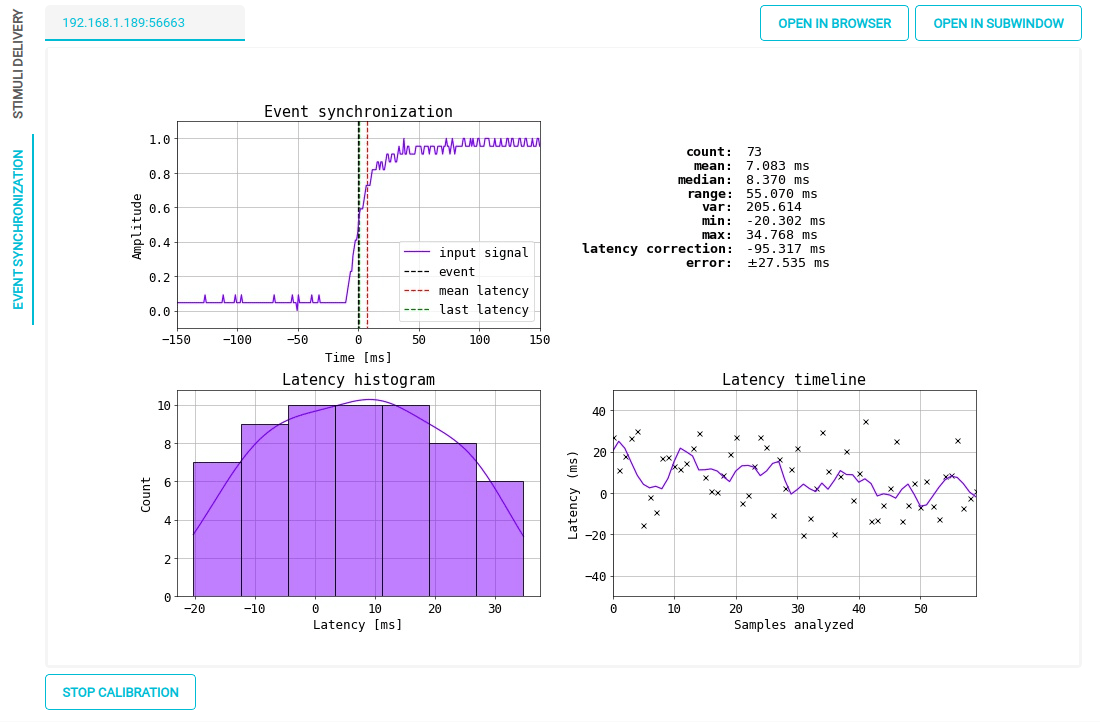 STIMULI DELIVERY
EVENT SYNCHRONIZATION
192.168.1.189:56663
OPEN IN BROWSER
OPEN IN SUBWINDOW
Event synchronization
Amplitude
1.0
0.8
0.6
0.4
0.2
0.0
input signal
event
mean latency
last latency
−150 −100 −50 0 50 100 150
Time [ms]
count: 73
mean: 7.083 ms
median: 8.370 ms
range: 55.070 ms
var: 205.614
min: -20.302 ms
max: 34.768 ms
latency correction: -95.317 ms
error: ±27.535 ms
Latency histogram
Count
10
8
6
4
2
0
−20 −10 0 10 20 30
Latency [ms]
Latency timeline
Latency (ms)
40
20
0
−20
−40
0 10 20 30 40 50
Samples analyzed
STOP CALIBRATION